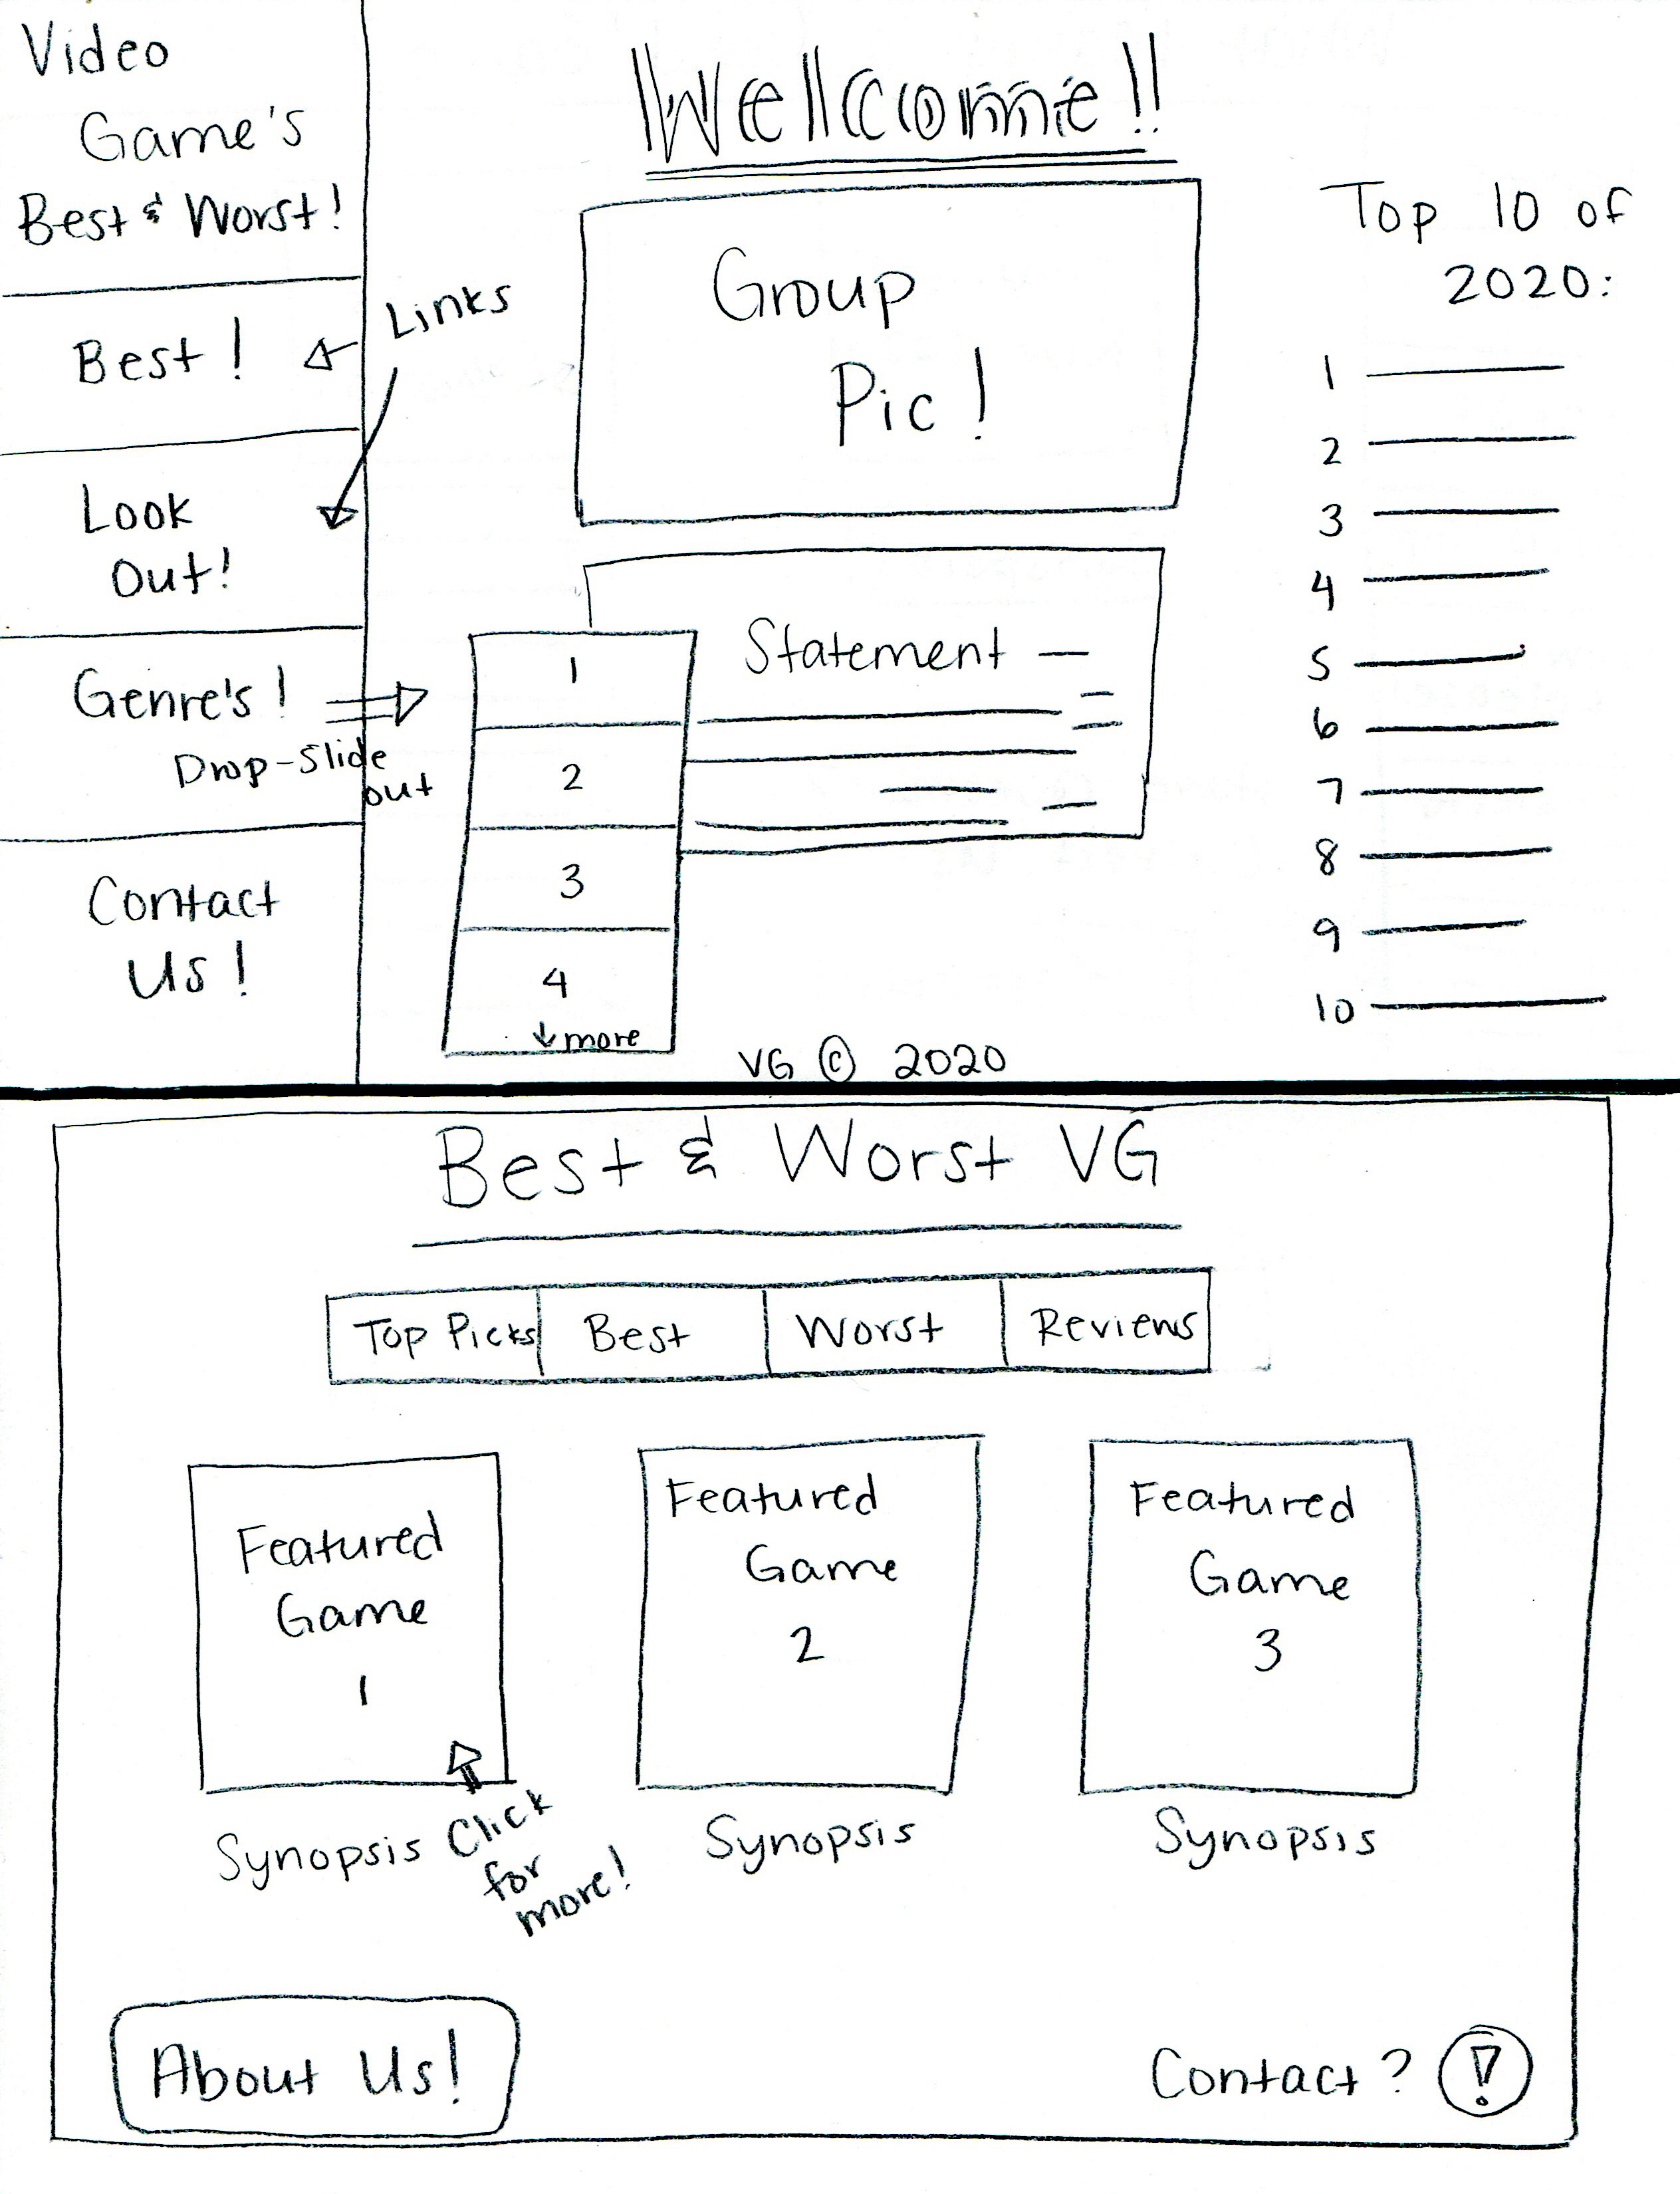 Video
Game's
Best & Worst!
Best!
Links
Look
Out!
Genre's!
Drop-Slide
out
Contact
Us!
Wellcome!!
Group
Pic!
Statement
1
2
3
4
↓ more
VG © 2020
Top 10 of
2020:
1
2
3
4
5
6
7
8
9
10
Best & Worst VG
Top Picks Best Worst Reviews
Featured
Game
1
Synopsis
Click
for
more!
Featured
Game
2
Synopsis
Featured
Game
3
Synopsis
About Us!
Contact? !